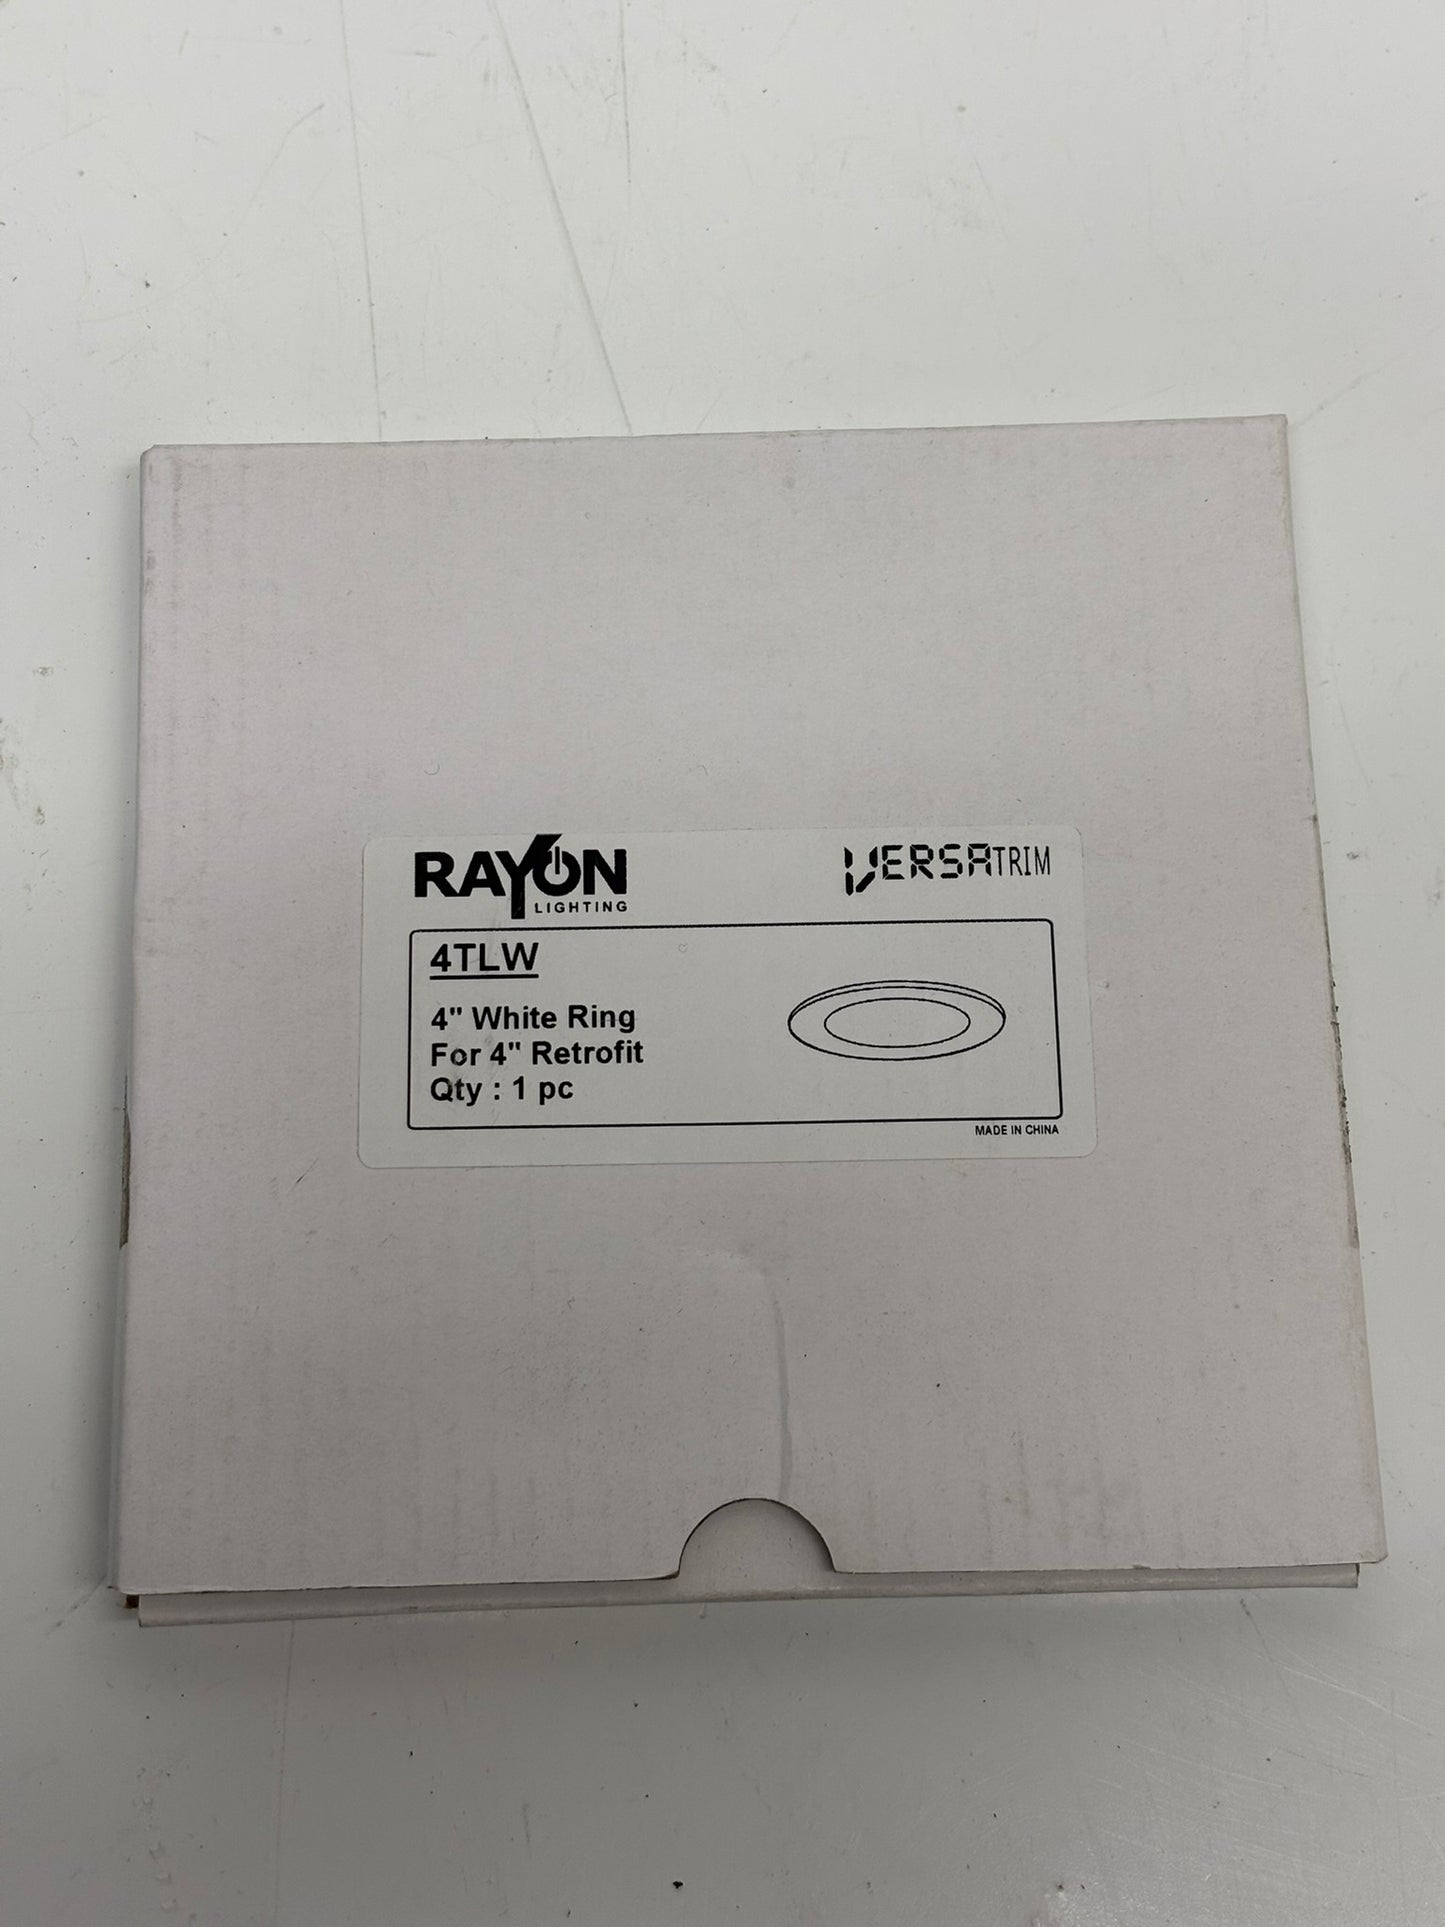 RAYON
LIGHTING
VERSATRIM
4TLW
4" White Ring
For 4" Retrofit
Qty : 1 pc
MADE IN CHINA